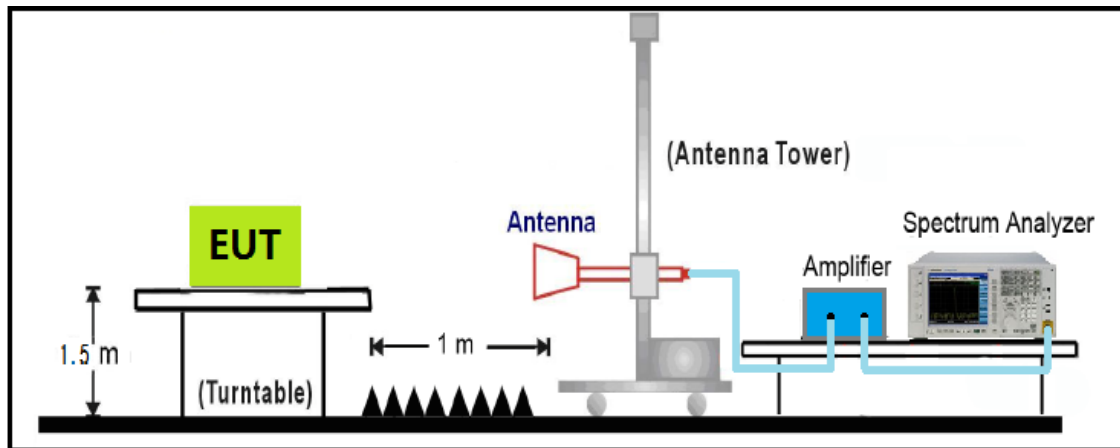 (Antenna Tower)
Antenna
Spectrum Analyzer
EUT
Amplifier
1.5 m
1 m
(Turntable)